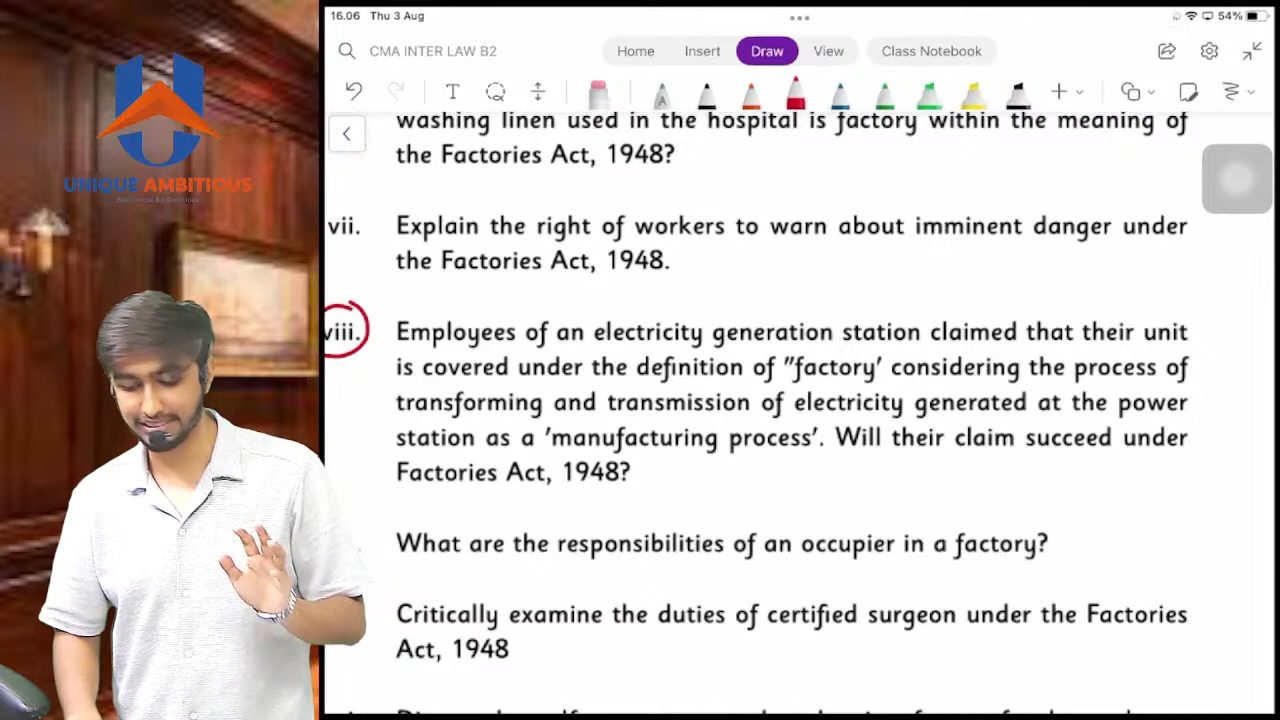 16.06 Thu 3 Aug
54%
CMA INTER LAW B2
Home Insert Draw View Class Notebook
UNIQUE AMBITIOUS
washing linen used in the hospital is factory within the meaning of
the Factories Act, 1948?
vii. Explain the right of workers to warn about imminent danger under
the Factories Act, 1948.
viii. Employees of an electricity generation station claimed that their unit
is covered under the definition of "factory' considering the process of
transforming and transmission of electricity generated at the power
station as a 'manufacturing process'. Will their claim succeed under
Factories Act, 1948?
What are the responsibilities of an occupier in a factory?
Critically examine the duties of certified surgeon under the Factories
Act, 1948